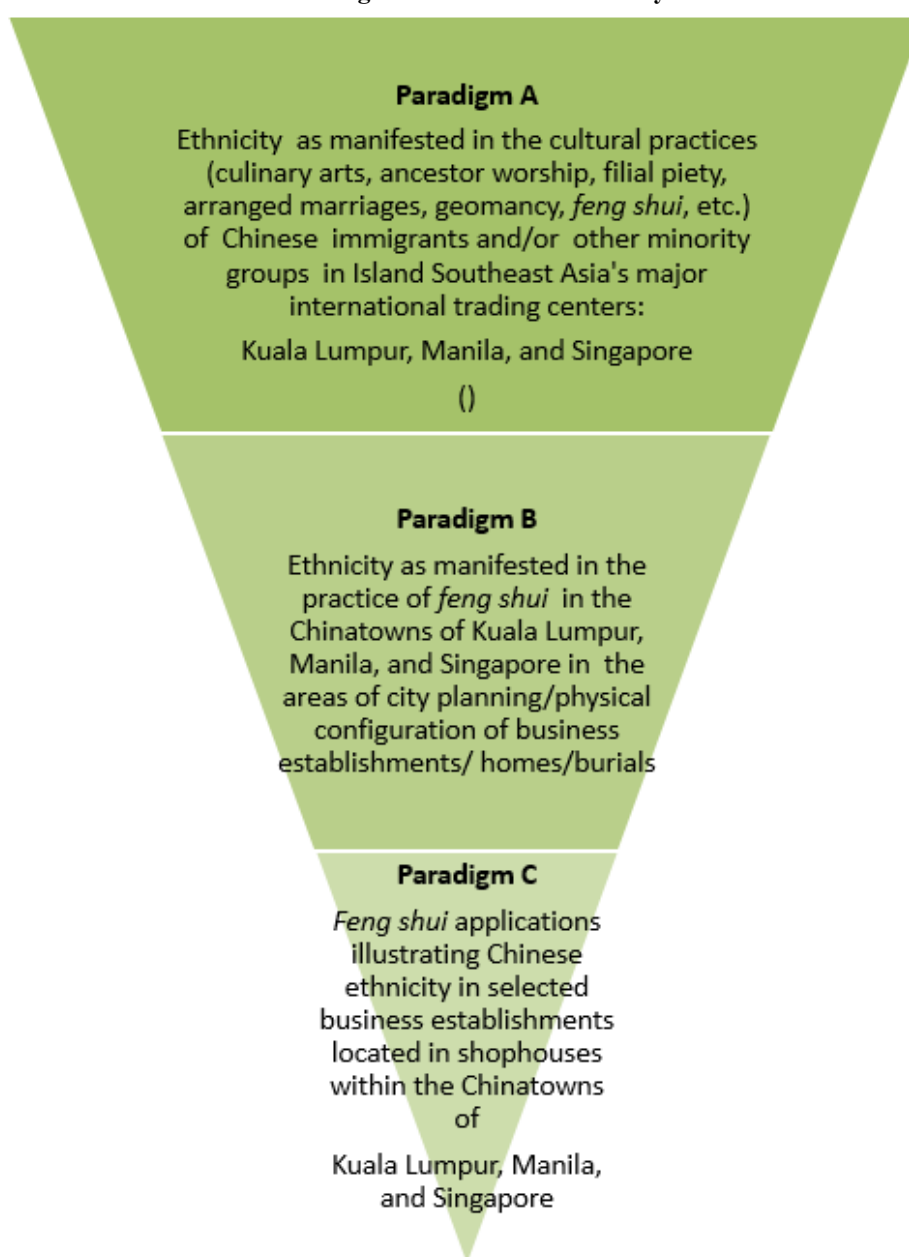 Paradigm A
Ethnicity as manifested in the cultural practices
(culinary arts, ancestor worship, filial piety,
arranged marriages, geomancy, feng shui, etc.)
of Chinese immigrants and/or other minority
groups in Island Southeast Asia's major
international trading centers:
Kuala Lumpur, Manila, and Singapore
()
Paradigm B
Ethnicity as manifested in the
practice of feng shui in the
Chinatowns of Kuala Lumpur,
Manila, and Singapore in the
areas of city planning/physical
configuration of business
establishments/ homes/burials
Paradigm C
Feng shui applications
illustrating Chinese
ethnicity in selected
business establishments
located in shophouses
within the Chinatowns
of
Kuala Lumpur, Manila,
and Singapore